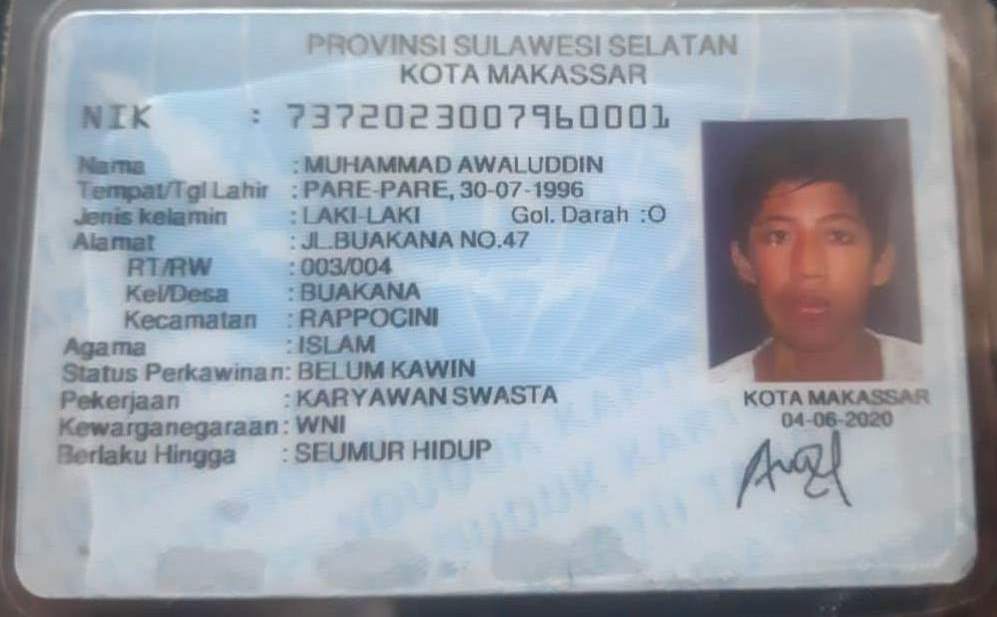 PROVINSI SULAWESI SELATAN
KOTA MAKASSAR
NIK : 7372023007960001
Nama : MUHAMMAD AWALUDDIN
Tempat/Tgl Lahir : PARE-PARE, 30-07-1996
Jenis kelamin : LAKI-LAKI Gol. Darah :O
Alamat : JL.BUAKANA NO.47
RT/RW : 003/004
Kel/Desa : BUAKANA
Kecamatan : RAPPOCINI
Agama : ISLAM
Status Perkawinan: BELUM KAWIN
Pekerjaan : KARYAWAN SWASTA
Kewarganegaraan: WNI
Berlaku Hingga : SEUMUR HIDUP
KOTA MAKASSAR
04-06-2020